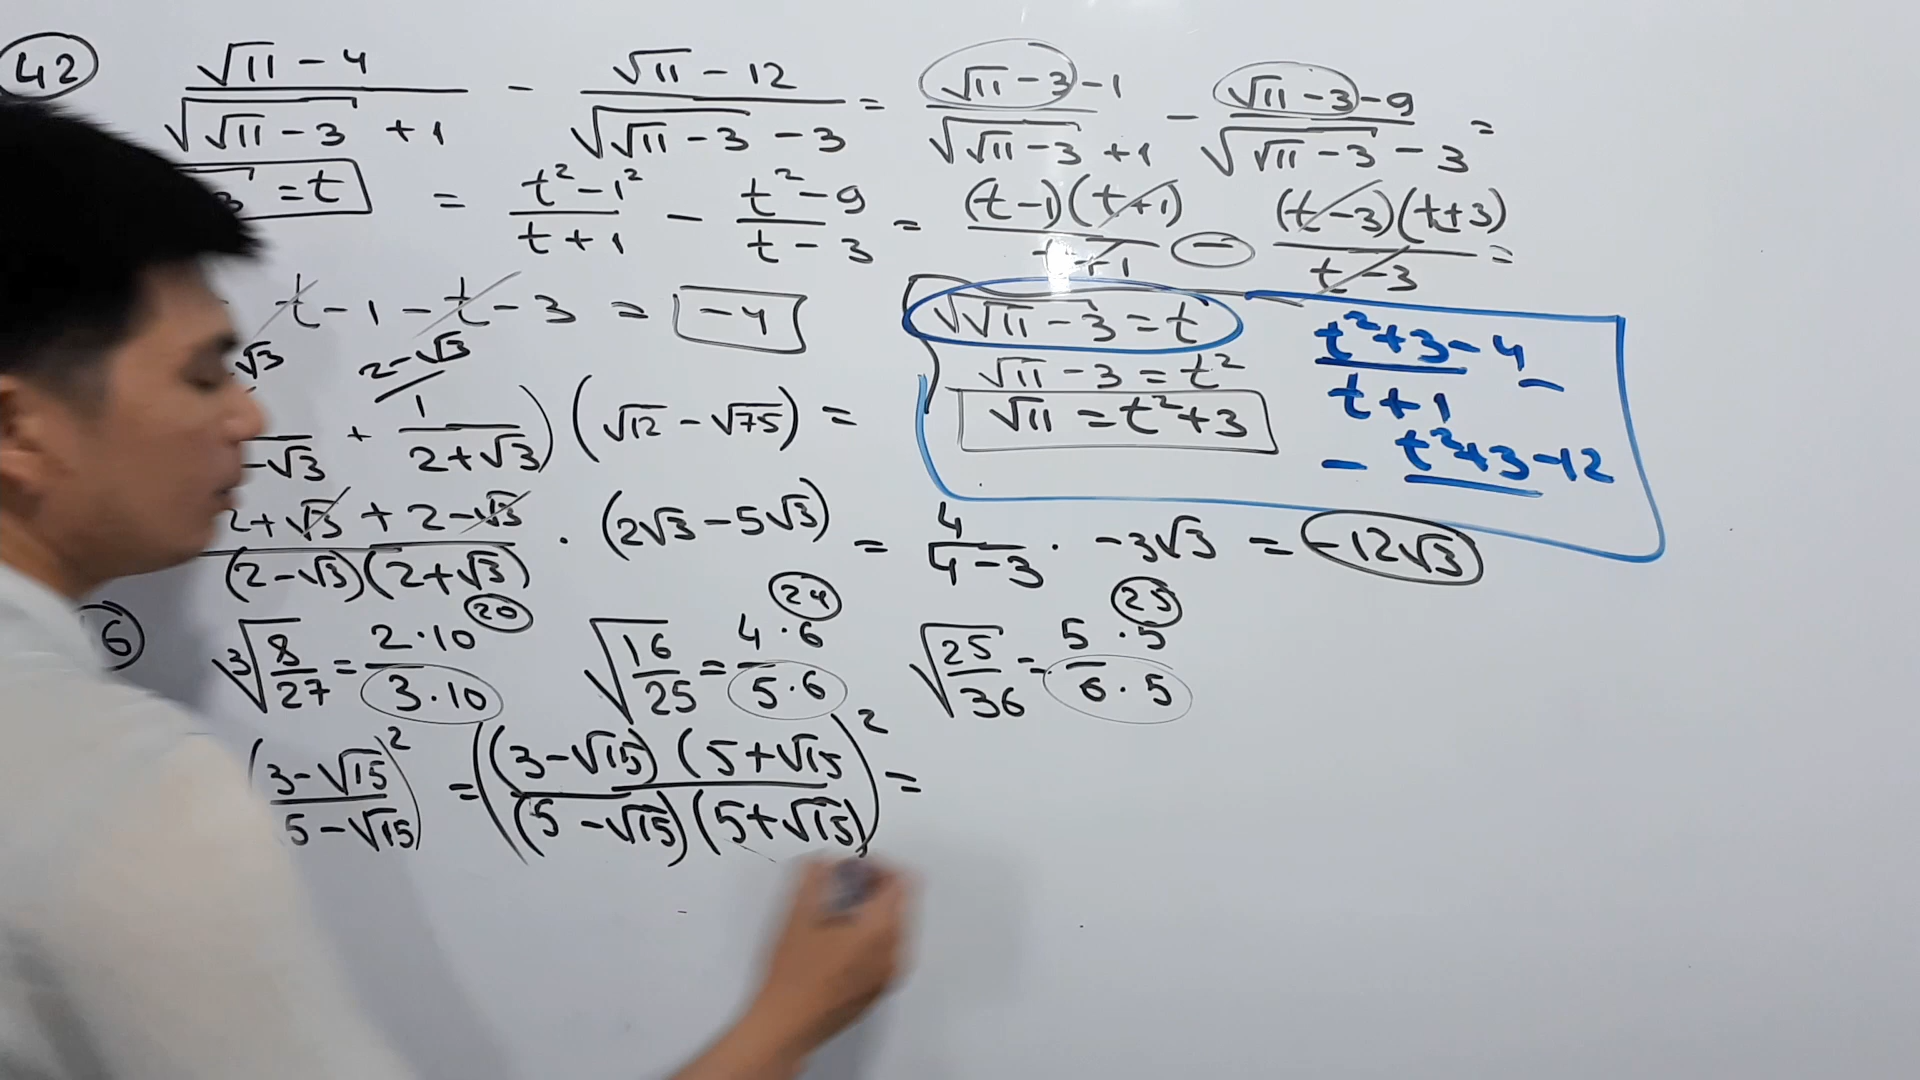 42 (√11 - 4)/(√(√11 - 3) + 1) - (√11 - 12)/(√(√11 - 3) - 3) = (√11 - 3 - 1)/(√(√11 - 3) + 1) - (√11 - 3 - 9)/(√(√11 - 3) - 3) =
3 = t = (t² - 1²)/(t + 1) - (t² - 9)/(t - 3) = (t-1)(t+1)/(t+1) - (t-3)(t+3)/(t-3) =
t - 1 - t - 3 = -4
√(√11 - 3) = t
√11 - 3 = t²
√11 = t² + 3
(t² + 3 - 4)/(t + 1) -
- t² + 3 - 12
√3 2-√3
-√3 + 1/(2+√3)) (√12 - √75) =
(2+√3 + 2-√3)/((2-√3)(2+√3)) · (2√3 - 5√3) = 4/(4-3) · -3√3 = -12√3
6 ∛(8/27) = (2·10)/(3·10) 20 √(16/25) = (4·6)/(5·6) 24 √(25/36) = (5·5)/(6·5) 25
((3-√15)/(5-√15))² = ((3-√15)(5+√15)/((5-√15)(5+√15)))² =